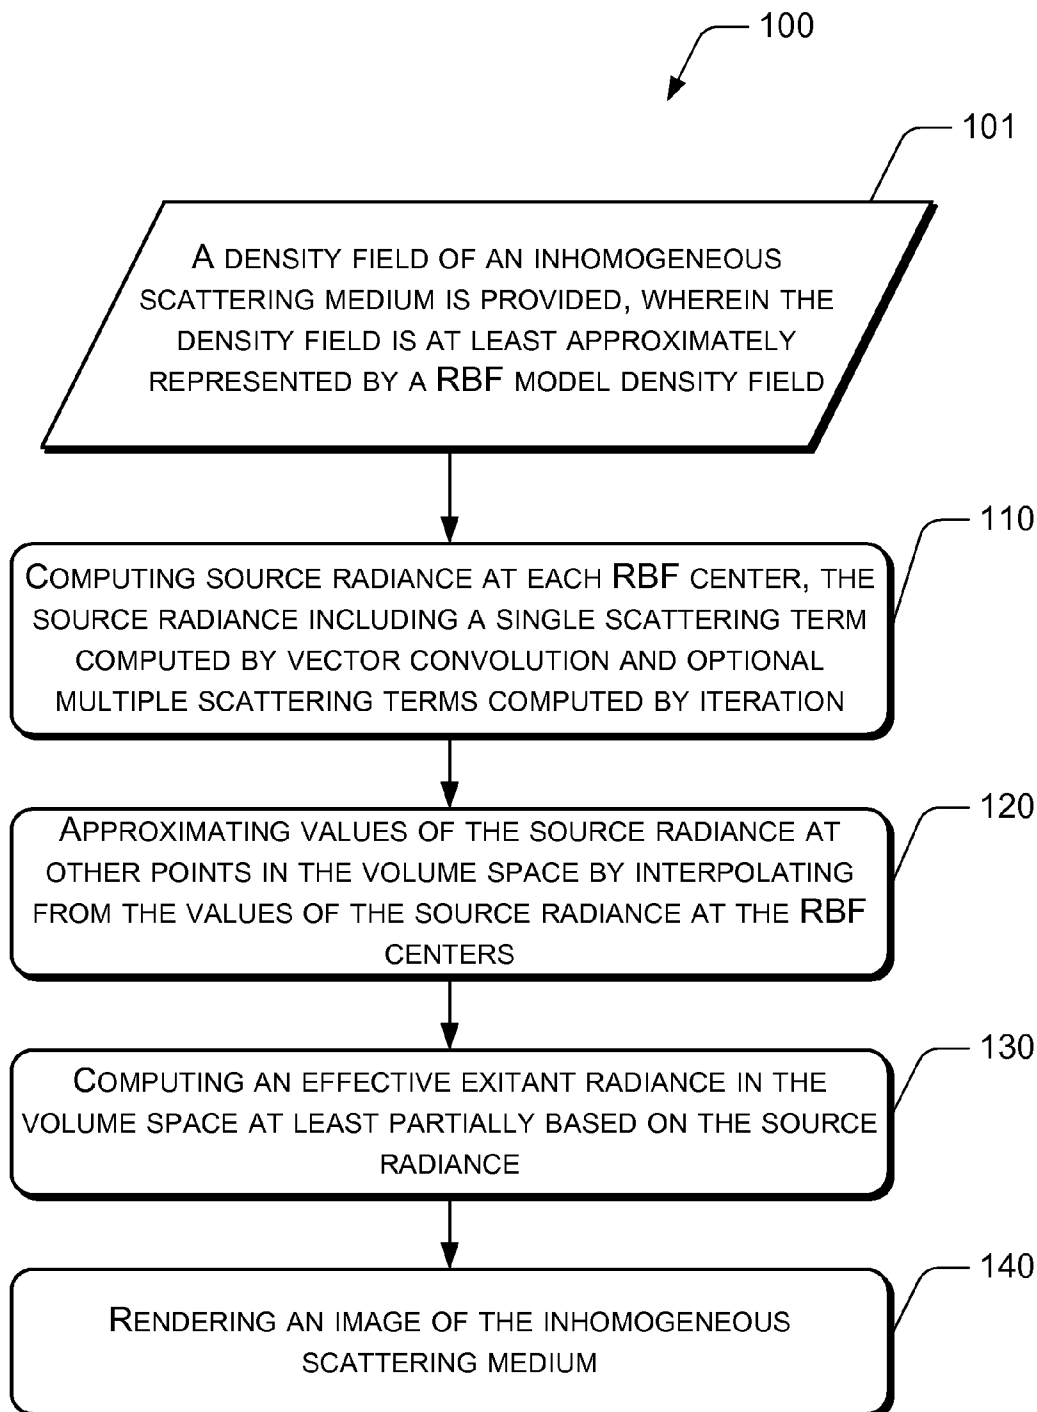 100
101
A DENSITY FIELD OF AN INHOMOGENEOUS
SCATTERING MEDIUM IS PROVIDED, WHEREIN THE
DENSITY FIELD IS AT LEAST APPROXIMATELY
REPRESENTED BY A RBF MODEL DENSITY FIELD
110
COMPUTING SOURCE RADIANCE AT EACH RBF CENTER, THE
SOURCE RADIANCE INCLUDING A SINGLE SCATTERING TERM
COMPUTED BY VECTOR CONVOLUTION AND OPTIONAL
MULTIPLE SCATTERING TERMS COMPUTED BY ITERATION
120
APPROXIMATING VALUES OF THE SOURCE RADIANCE AT
OTHER POINTS IN THE VOLUME SPACE BY INTERPOLATING
FROM THE VALUES OF THE SOURCE RADIANCE AT THE RBF
CENTERS
130
COMPUTING AN EFFECTIVE EXITANT RADIANCE IN THE
VOLUME SPACE AT LEAST PARTIALLY BASED ON THE SOURCE
RADIANCE
140
RENDERING AN IMAGE OF THE INHOMOGENEOUS
SCATTERING MEDIUM